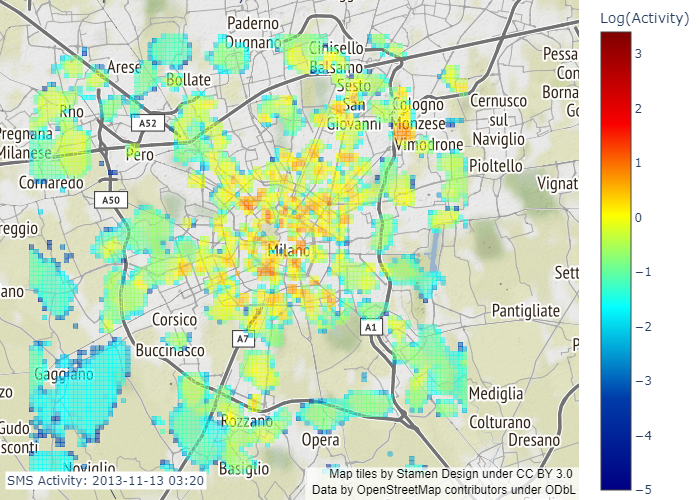 Log(Activity)
3
2
1
0
−1
−2
−3
−4
−5
Paderno
Dugnano
Cinisello
Balsamo
Arese
Bollate
Sesto
San
Giovanni
Cologno
Monzese
Cernusco
sul
Naviglio
Pessa
Con
Borna
Go
Rho
A52
Vimodrone
Pregnana
Milanese
Pero
Pioltello
Cornaredo
Vignat
A50
reggio
Milano
Sett
ano
Pantigliate
Corsico
A1
A7
Buccinasco
P
Gaggiano
Mediglia
zo
Rozzano
Colturano
Gudo
Opera
Dresano
sconti
Noviglio
Basiglio
SMS Activity: 2013-11-13 03:20
Map tiles by Stamen Design under CC BY 3.0
Data by OpenStreetMap contributors under ODbL